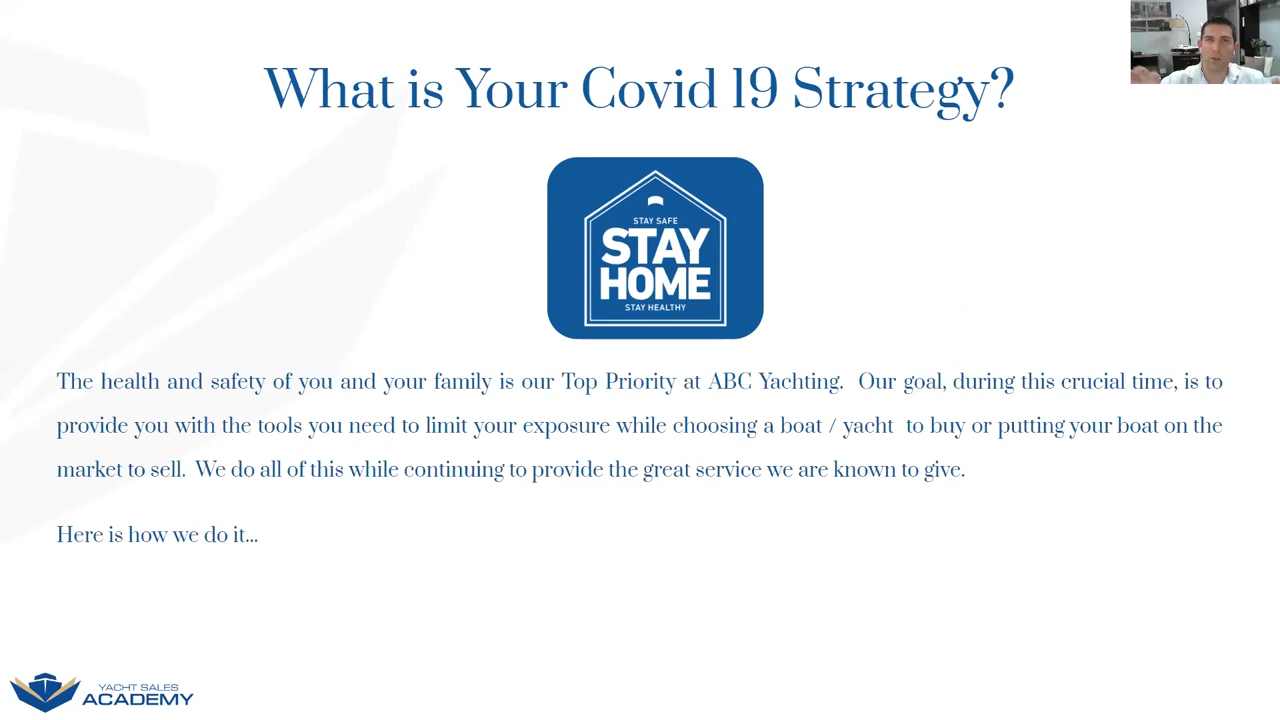 What is Your Covid 19 Strategy?
STAY SAFE
STAY
HOME
STAY HEALTHY
The health and safety of you and your family is our Top Priority at ABC Yachting. Our goal, during this crucial time, is to
provide you with the tools you need to limit your exposure while choosing a boat / yacht to buy or putting your boat on the
market to sell. We do all of this while continuing to provide the great service we are known to give.
Here is how we do it...
YACHT SALES
ACADEMY